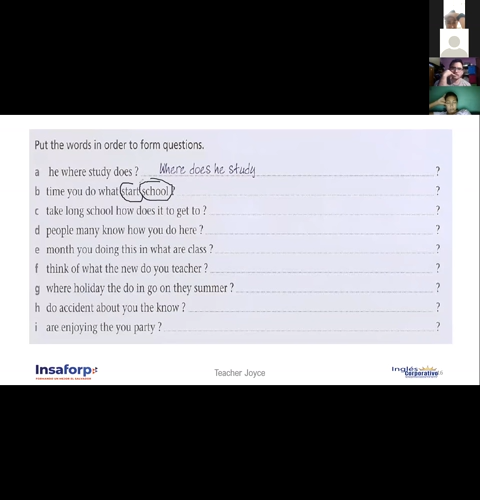 Put the words in order to form questions.
a he where study does ? Where does he study ?
b time you do what start school ? ?
c take long school how does it to get to ? ?
d people many know how you do here ? ?
e month you doing this in what are class ? ?
f think of what the new do you teacher ? ?
g where holiday the do in go on they summer ? ?
h do accident about you the know ? ?
i are enjoying the you party ? ?
Insaforp
Teacher Joyce
Inglés
Corporativo